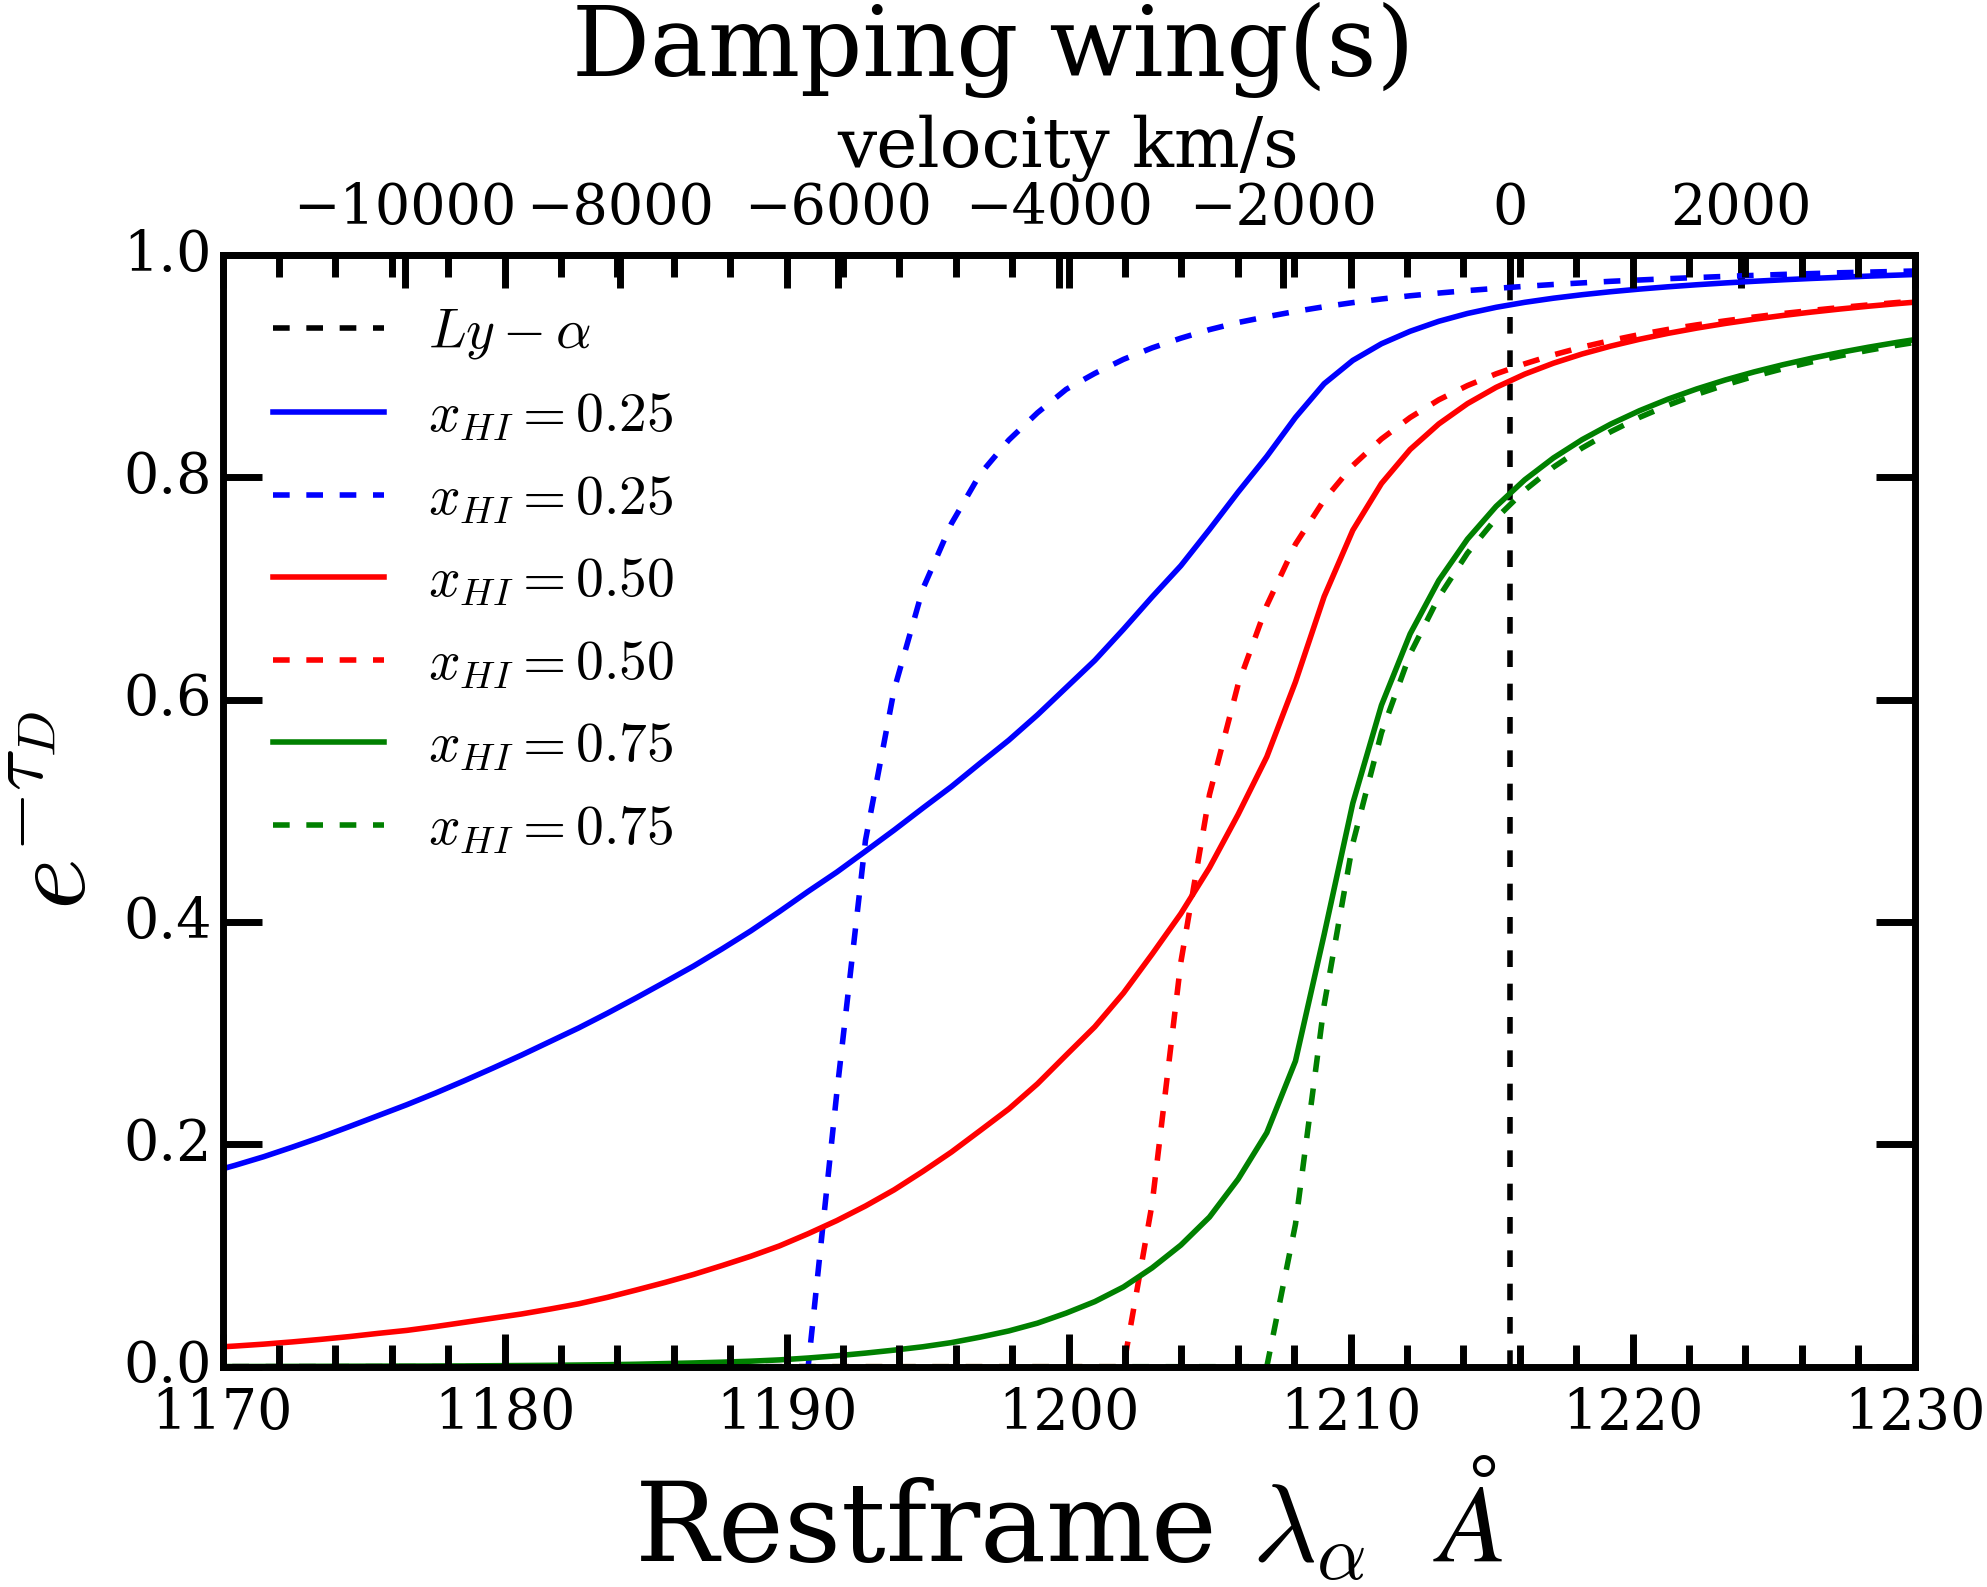 Damping wing(s)
velocity km/s
−10000 −8000 −6000 −4000 −2000 0 2000
1.0
Ly − α
x_HI = 0.25
0.8
x_HI = 0.25
x_HI = 0.50
x_HI = 0.50
0.6
x_HI = 0.75
x_HI = 0.75
e^−τ_D
0.4
0.2
0.0
1170 1180 1190 1200 1210 1220 1230
Restframe λ_α Å